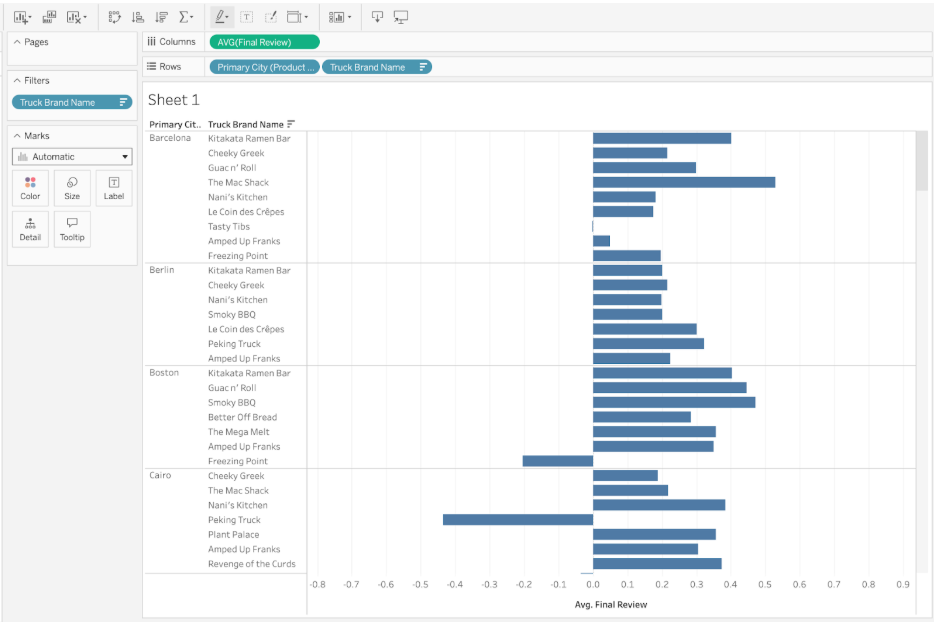 Pages
Columns AVG(Final Review)
Rows Primary City (Product ... Truck Brand Name
Filters
Truck Brand Name
Marks
Automatic
Color Size Label
Detail Tooltip
Sheet 1
Primary Cit.. Truck Brand Name
Barcelona Kitakata Ramen Bar
Cheeky Greek
Guac n' Roll
The Mac Shack
Nani's Kitchen
Le Coin des Crêpes
Tasty Tibs
Amped Up Franks
Freezing Point
Berlin Kitakata Ramen Bar
Cheeky Greek
Nani's Kitchen
Smoky BBQ
Le Coin des Crêpes
Peking Truck
Amped Up Franks
Boston Kitakata Ramen Bar
Guac n' Roll
Smoky BBQ
Better Off Bread
The Mega Melt
Amped Up Franks
Freezing Point
Cairo Cheeky Greek
The Mac Shack
Nani's Kitchen
Peking Truck
Plant Palace
Amped Up Franks
Revenge of the Curds
-0.8 -0.7 -0.6 -0.5 -0.4 -0.3 -0.2 -0.1 0.0 0.1 0.2 0.3 0.4 0.5 0.6 0.7 0.8 0.9
Avg. Final Review